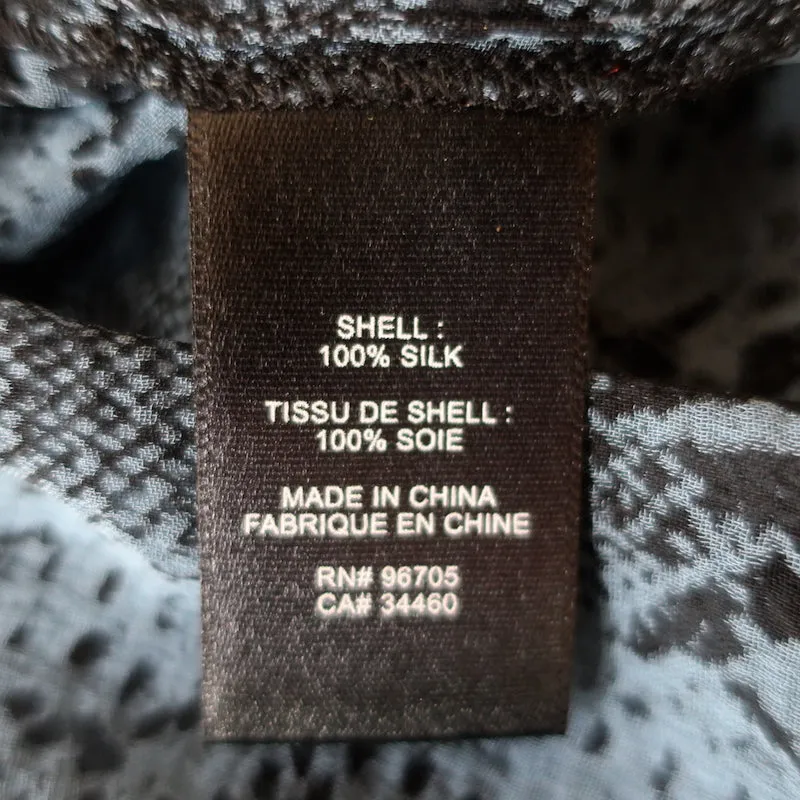 SHELL :
100% SILK
TISSU DE SHELL :
100% SOIE
MADE IN CHINA
FABRIQUE EN CHINE
RN# 96705
CA# 34460